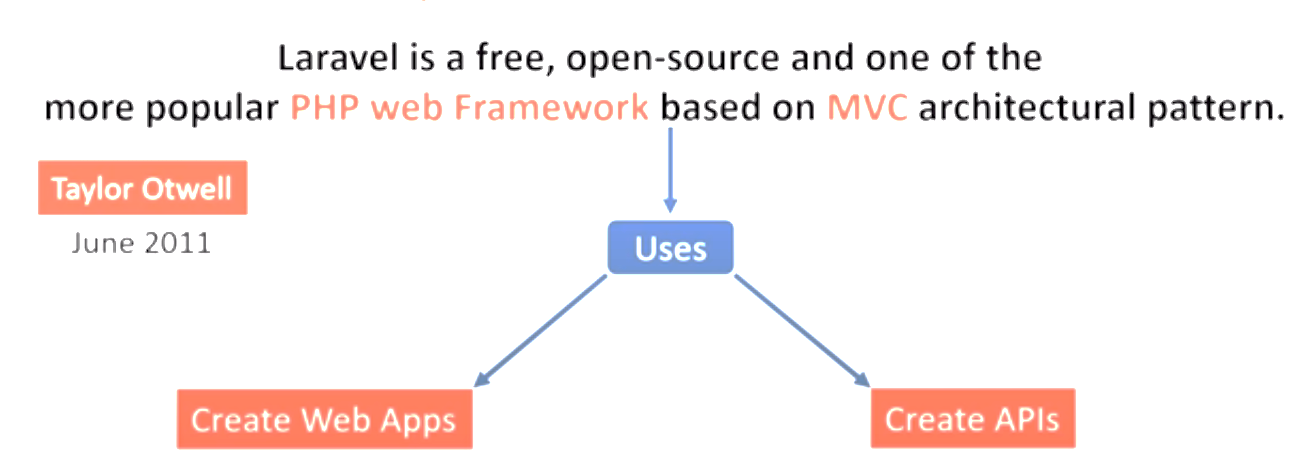 Laravel is a free, open-source and one of the
more popular PHP web Framework based on MVC architectural pattern.
Taylor Otwell
June 2011
Uses
Create Web Apps
Create APIs